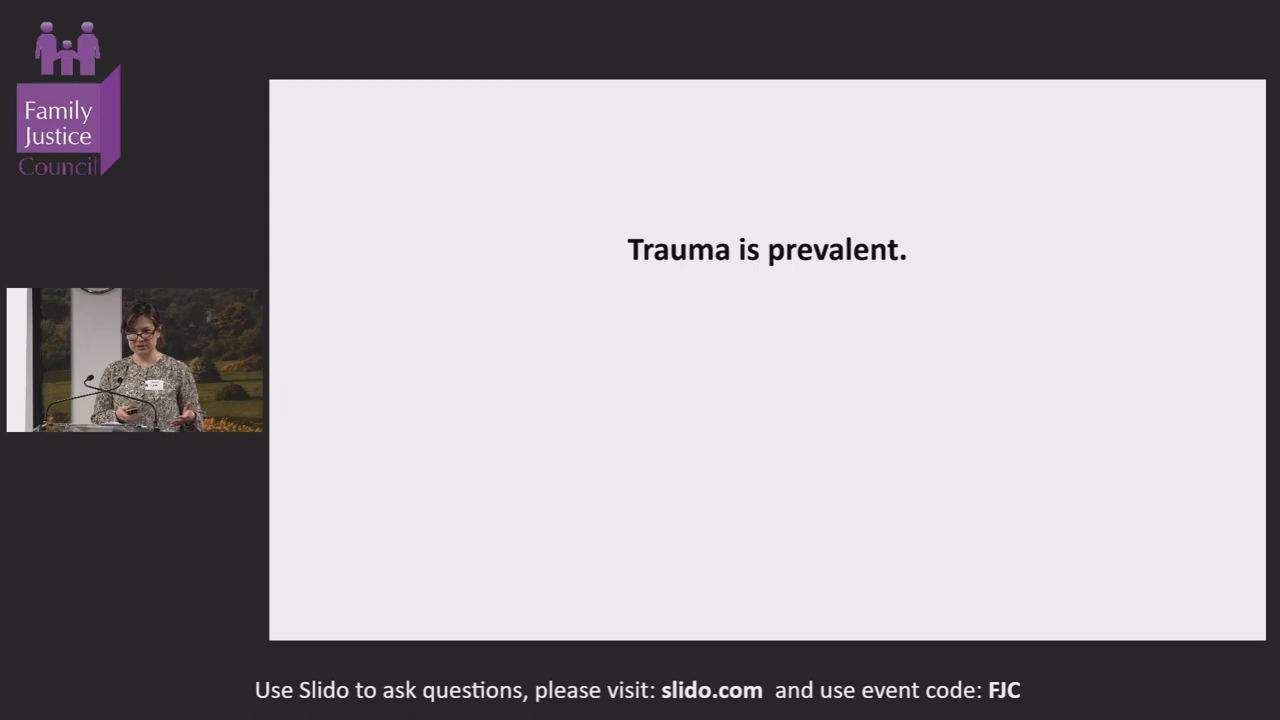 Family
Justice
Council
Trauma is prevalent.
Use Slido to ask questions, please visit: slido.com and use event code: FJC